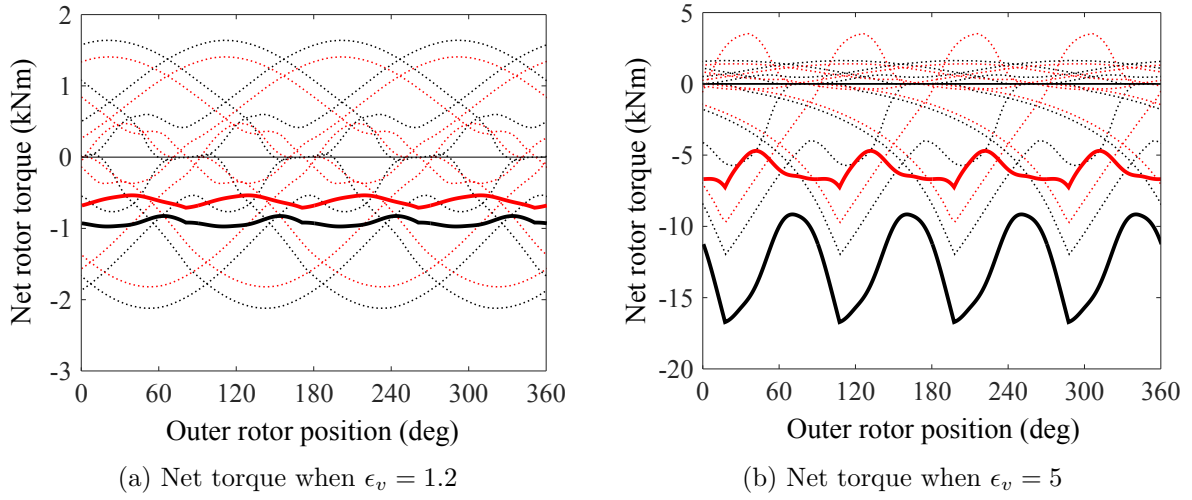 2
1
0
-1
-2
-3
0 60 120 180 240 300 360
Net rotor torque (kNm)
Outer rotor position (deg)
(a) Net torque when ϵ_v = 1.2
5
0
-5
-10
-15
-20
0 60 120 180 240 300 360
Net rotor torque (kNm)
Outer rotor position (deg)
(b) Net torque when ϵ_v = 5